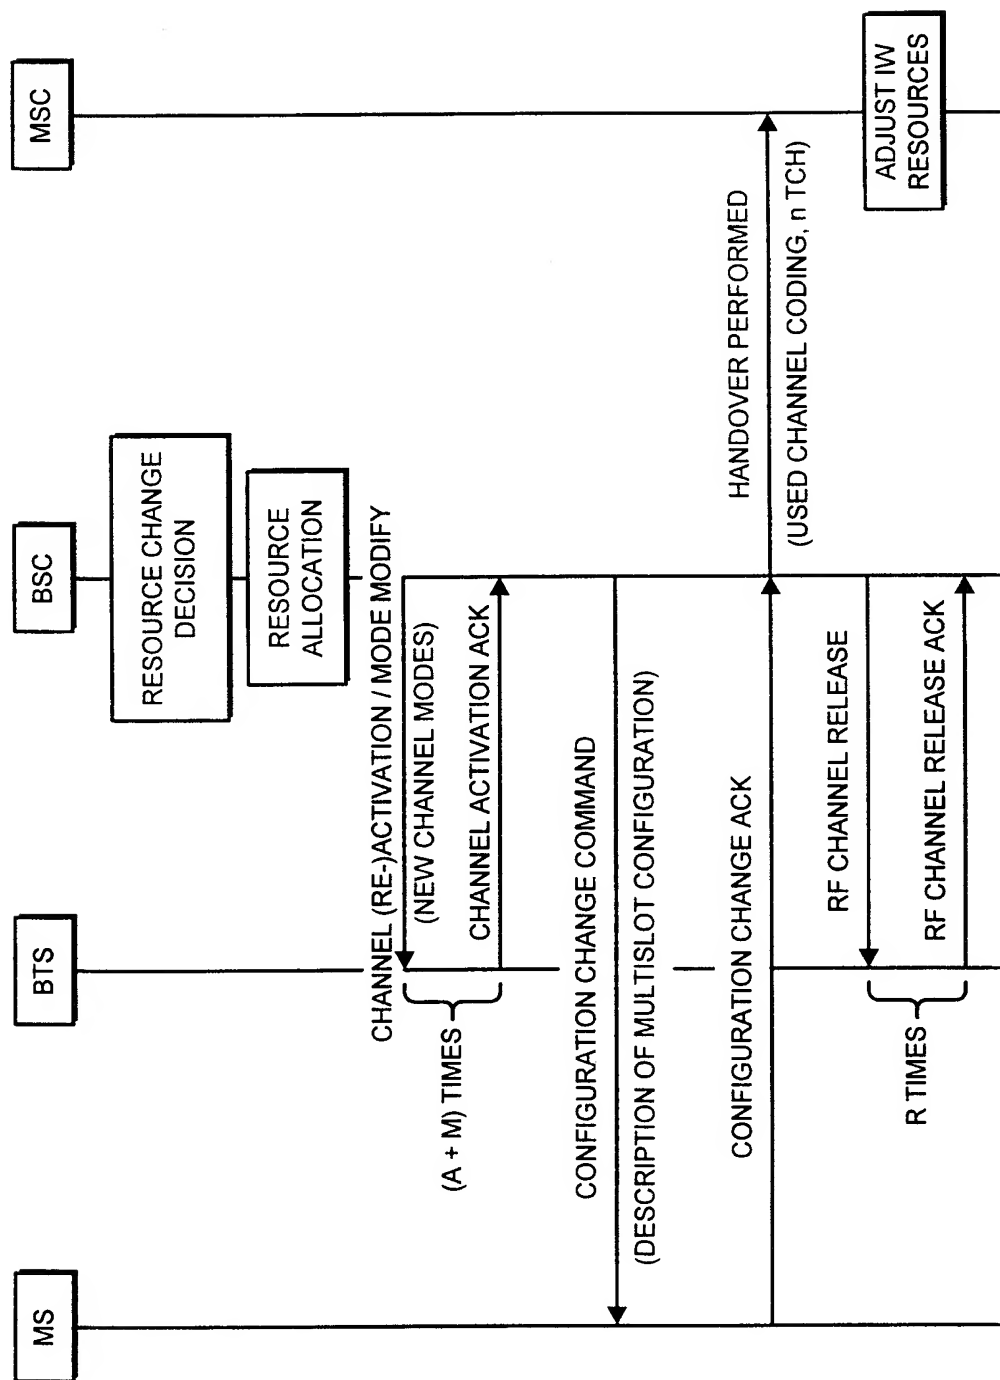 MS
BTS
BSC
MSC
RESOURCE CHANGE
DECISION
RESOURCE
ALLOCATION
CHANNEL (RE-)ACTIVATION / MODE MODIFY
(NEW CHANNEL MODES)
CHANNEL ACTIVATION ACK
(A + M) TIMES
CONFIGURATION CHANGE COMMAND
(DESCRIPTION OF MULTISLOT CONFIGURATION)
CONFIGURATION CHANGE ACK
HANDOVER PERFORMED
(USED CHANNEL CODING, n TCH)
RF CHANNEL RELEASE
R TIMES
RF CHANNEL RELEASE ACK
ADJUST IW
RESOURCES